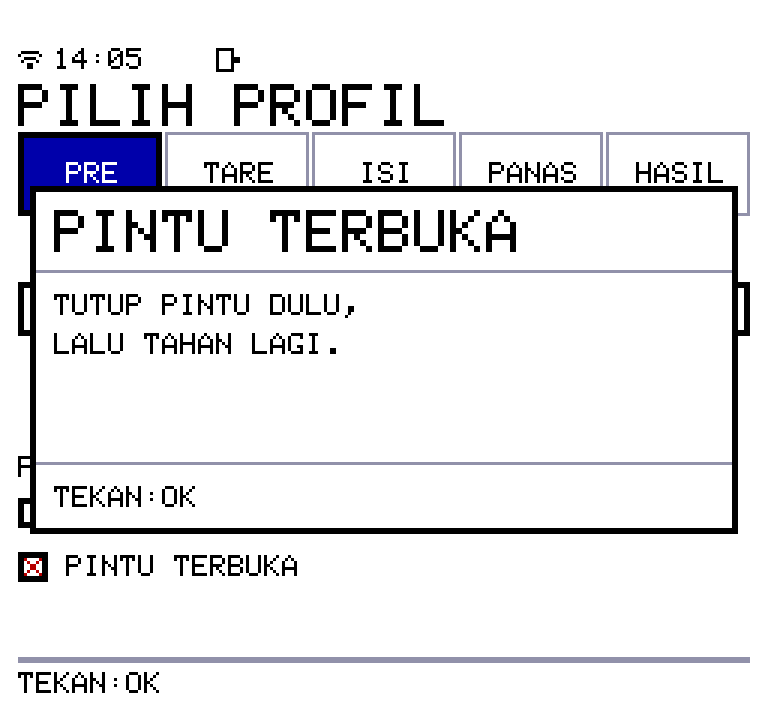 14:05
PILIH PROFIL
PRE TARE ISI PANAS HASIL
PINTU TERBUKA
TUTUP PINTU DULU,
LALU TAHAN LAGI.
TEKAN:OK
PINTU TERBUKA
TEKAN:OK